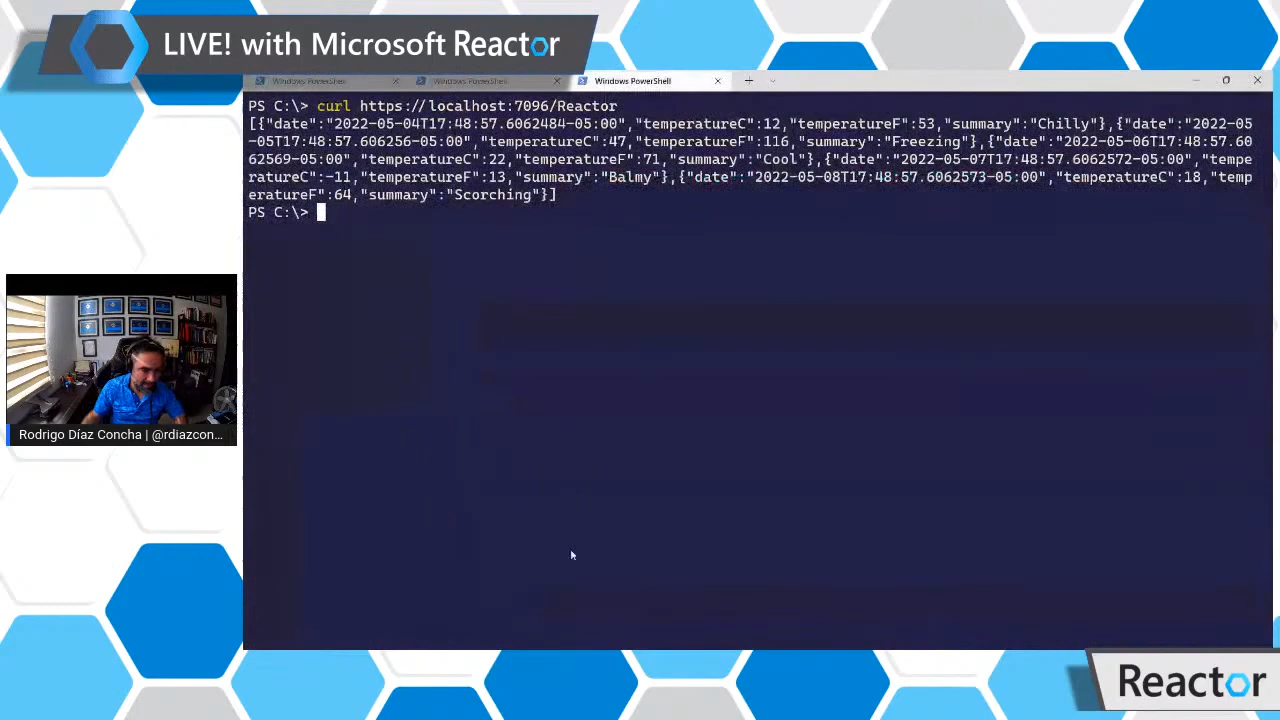 LIVE! with Microsoft Reactor
Windows PowerShell
Windows PowerShell
Windows PowerShell
PS C:\> curl https://localhost:7096/Reactor
[{"date":"2022-05-04T17:48:57.6062484-05:00","temperatureC":12,"temperatureF":53,"summary":"Chilly"},{"date":"2022-05
-05T17:48:57.606256-05:00","temperatureC":47,"temperatureF":116,"summary":"Freezing"},{"date":"2022-05-06T17:48:57.60
62569-05:00","temperatureC":22,"temperatureF":71,"summary":"Cool"},{"date":"2022-05-07T17:48:57.6062572-05:00","tempe
ratureC":-11,"temperatureF":13,"summary":"Balmy"},{"date":"2022-05-08T17:48:57.6062573-05:00","temperatureC":18,"temp
eratureF":64,"summary":"Scorching"}]
PS C:\>
Rodrigo Díaz Concha | @rdiazcon...
Reactor